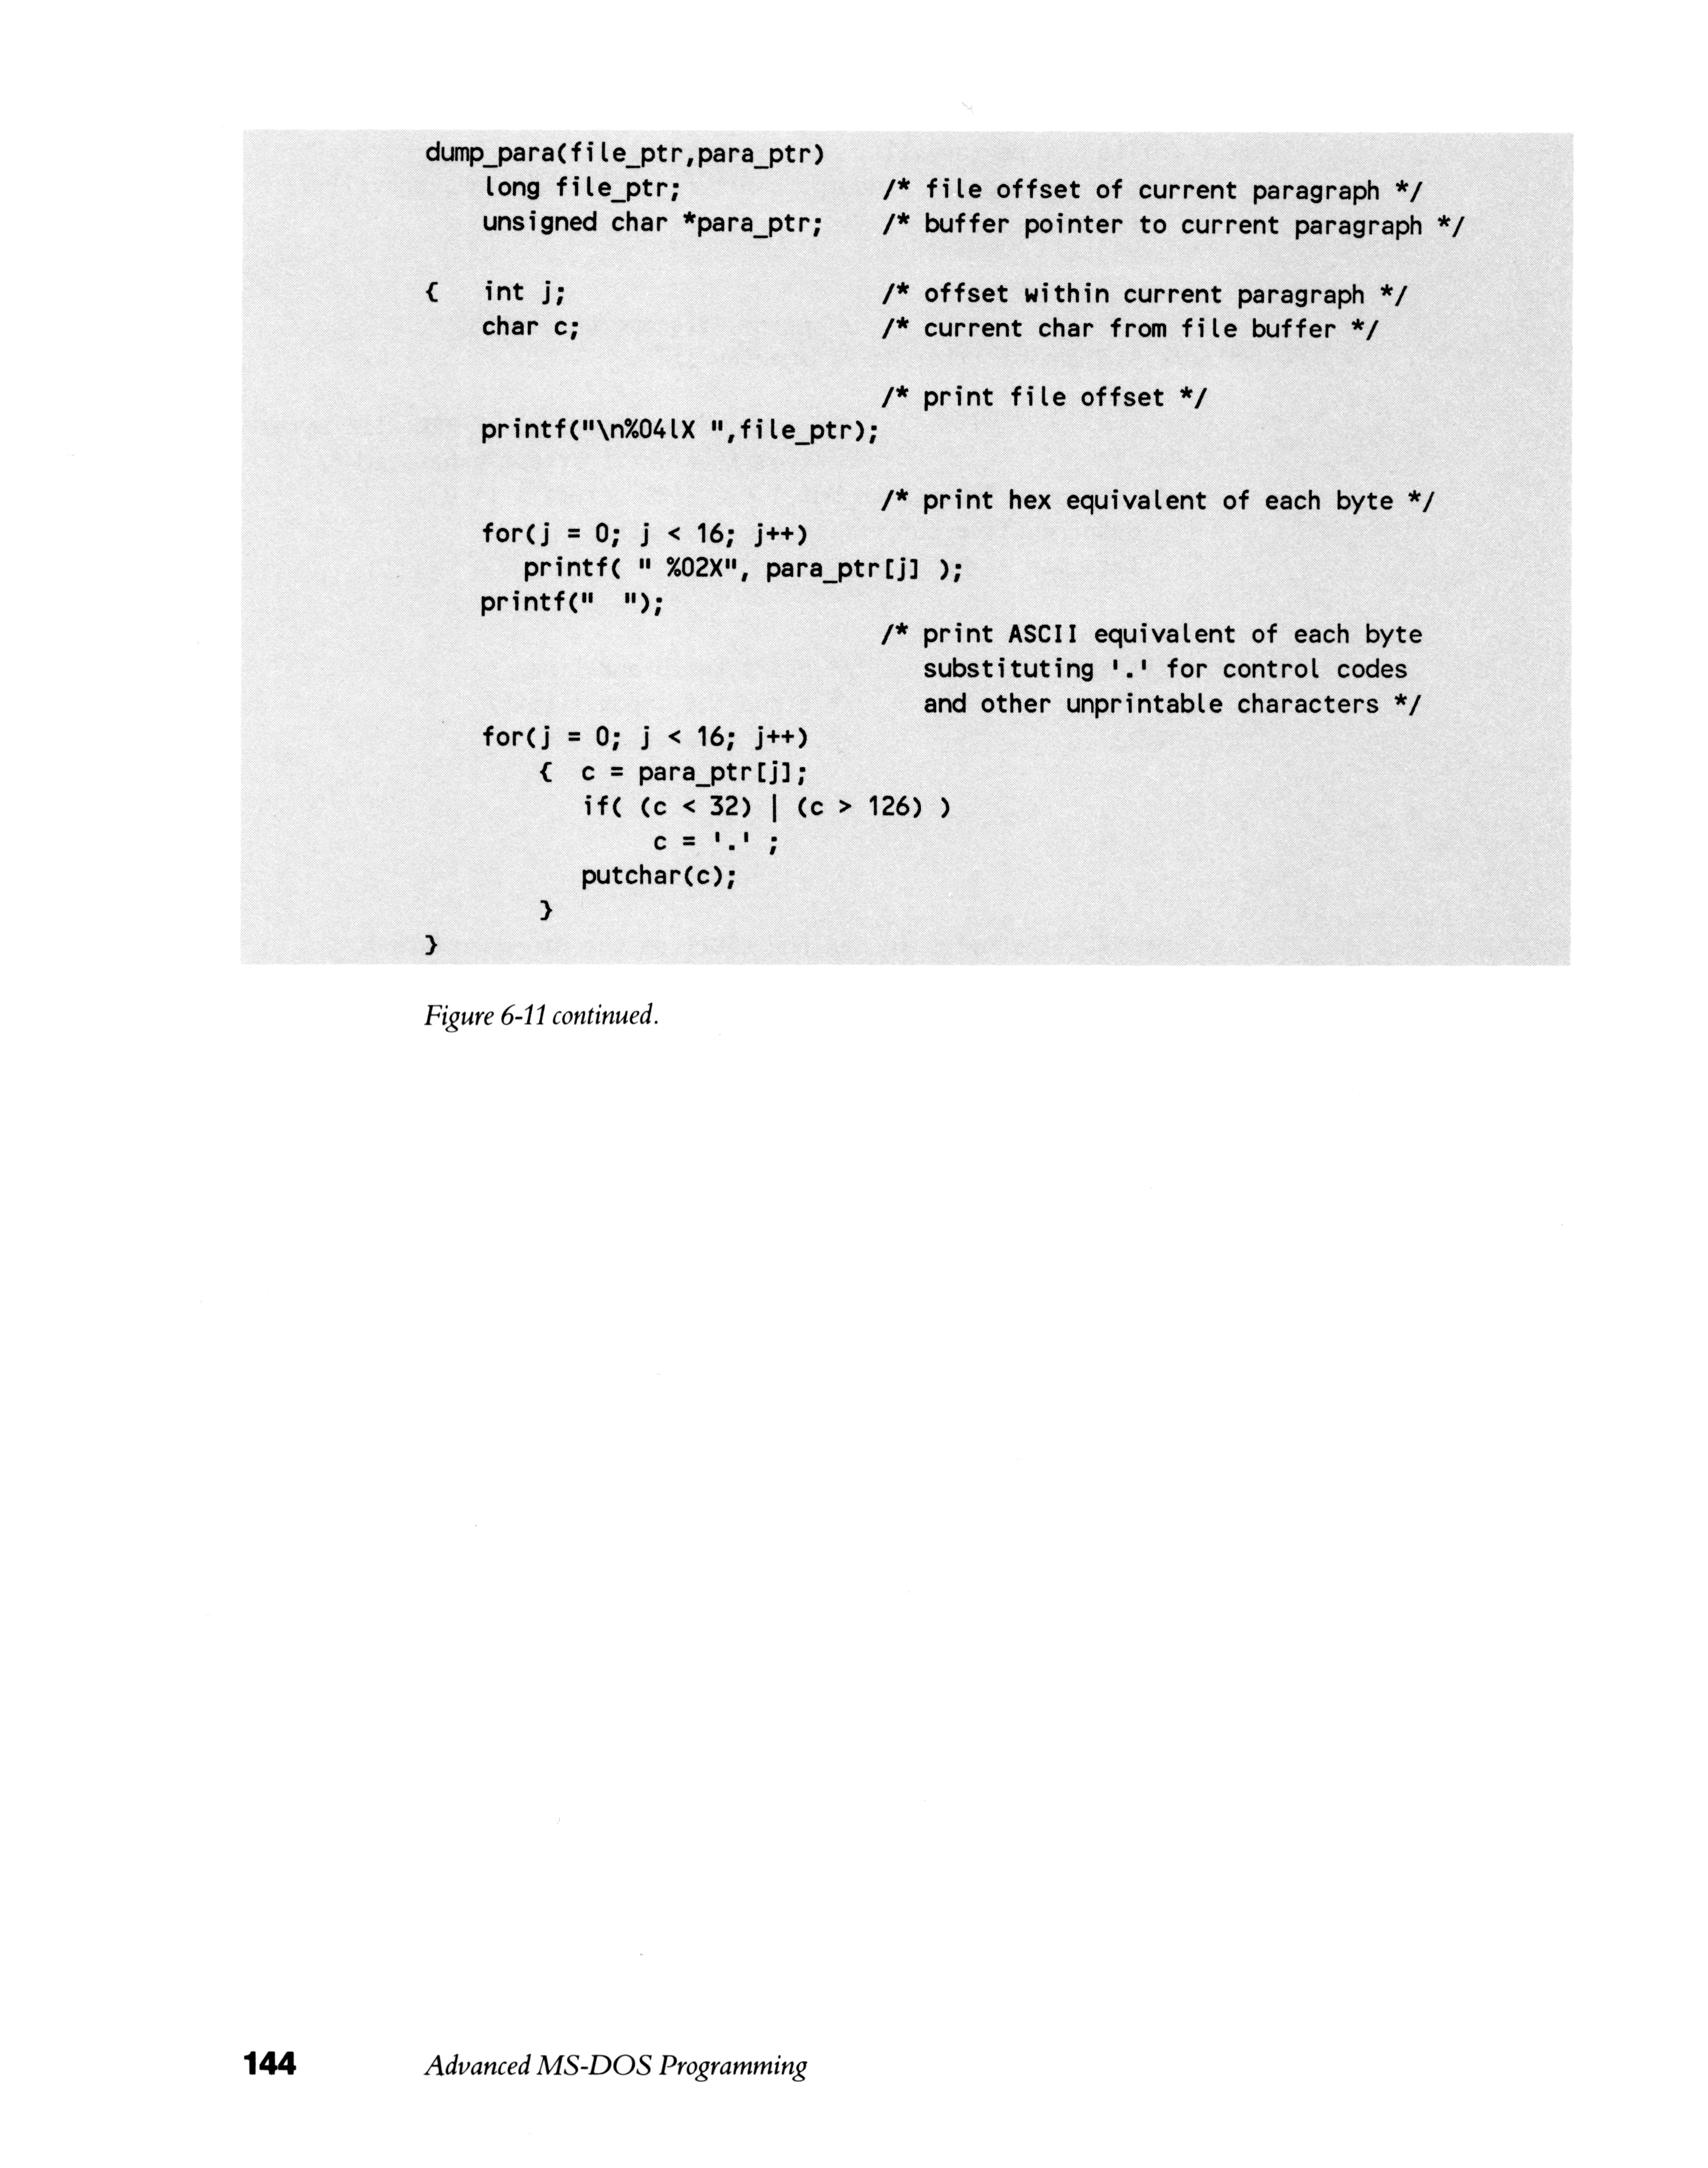 dump_para(file_ptr,para_ptr)
    long file_ptr;              /* file offset of current paragraph */
    unsigned char *para_ptr;    /* buffer pointer to current paragraph */

{   int j;                      /* offset within current paragraph */
    char c;                     /* current char from file buffer */

                                /* print file offset */
    printf("\n%04lX ",file_ptr);

                                /* print hex equivalent of each byte */
    for(j = 0; j < 16; j++)
       printf( " %02X", para_ptr[j] );
    printf("  ");
                                /* print ASCII equivalent of each byte
                                   substituting '.' for control codes
                                   and other unprintable characters */
    for(j = 0; j < 16; j++)
        {  c = para_ptr[j];
           if( (c < 32) | (c > 126) )
                c = '.' ;
           putchar(c);
        }
}
Figure 6-11 continued.
144 Advanced MS-DOS Programming